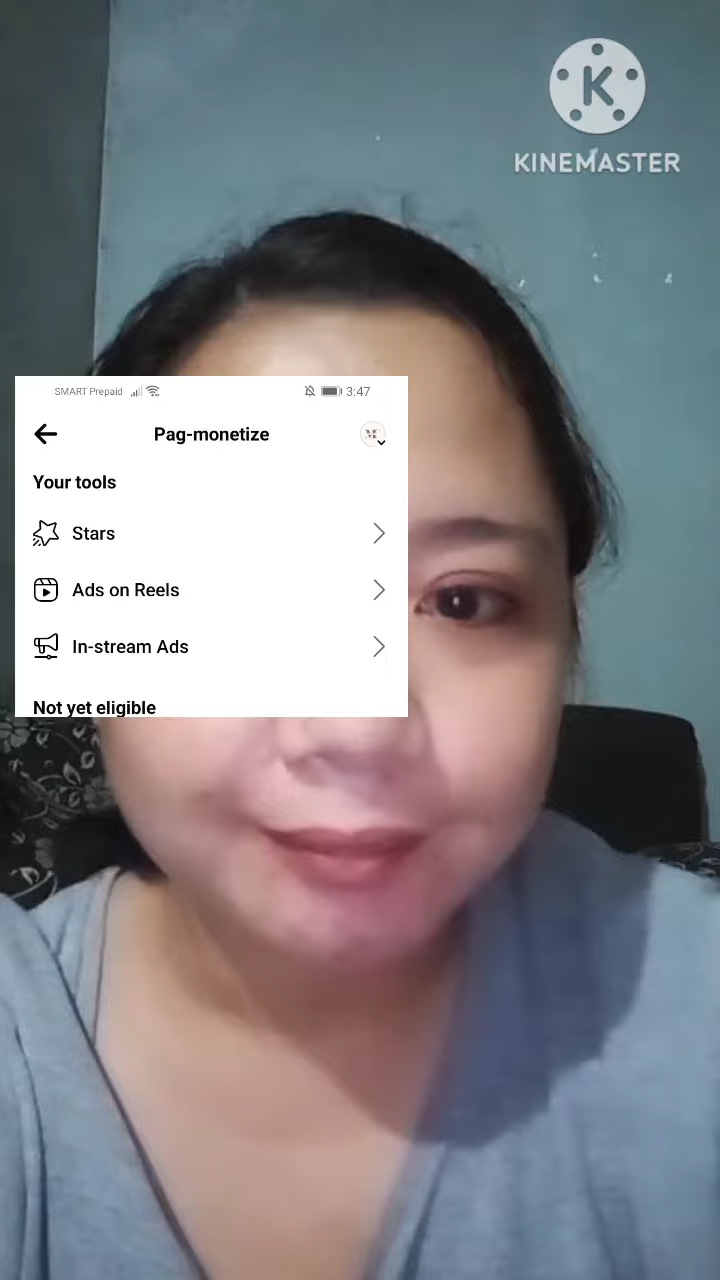 K
KINEMASTER
SMART Prepaid 3:47
Pag-monetize
Your tools
Stars
Ads on Reels
In-stream Ads
Not yet eligible